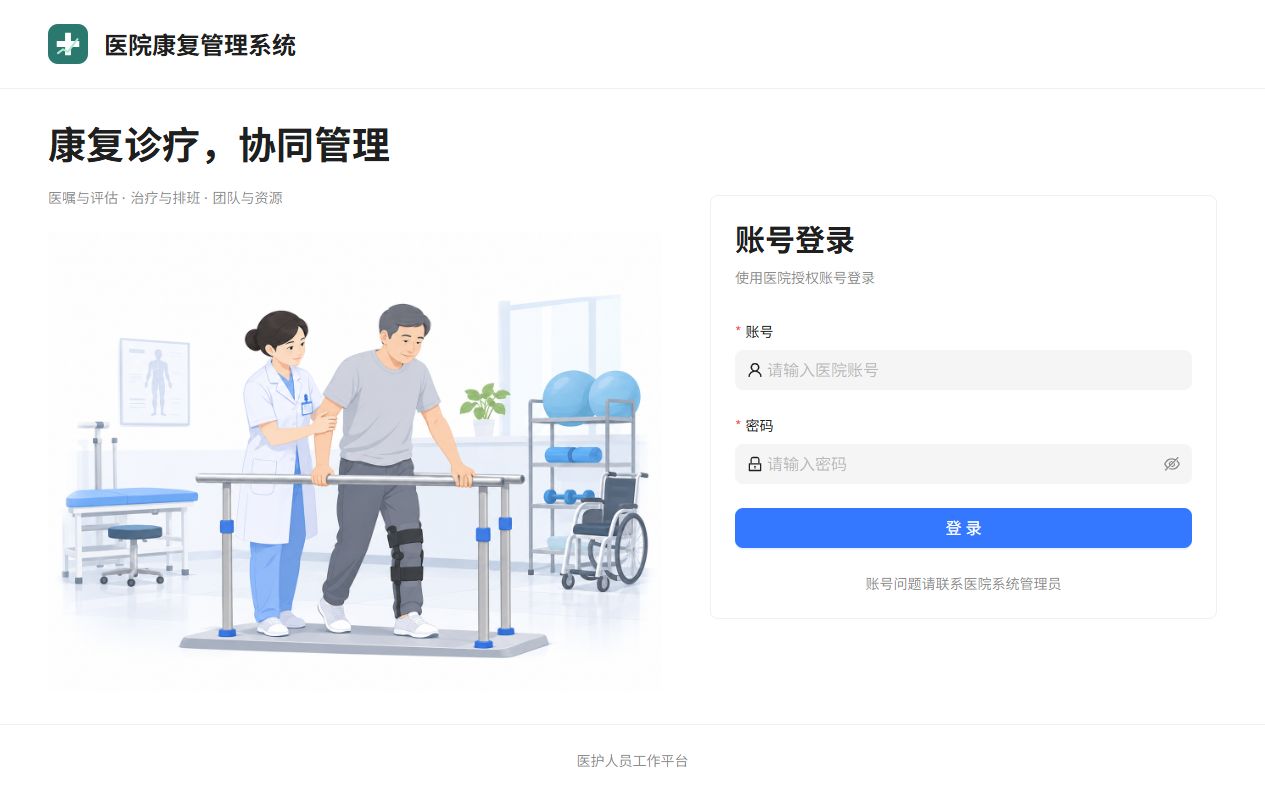 医院康复管理系统
康复诊疗，协同管理
医嘱与评估 · 治疗与排班 · 团队与资源
账号登录
使用医院授权账号登录
* 账号
请输入医院账号
* 密码
请输入密码
登 录
账号问题请联系医院系统管理员
医护人员工作平台